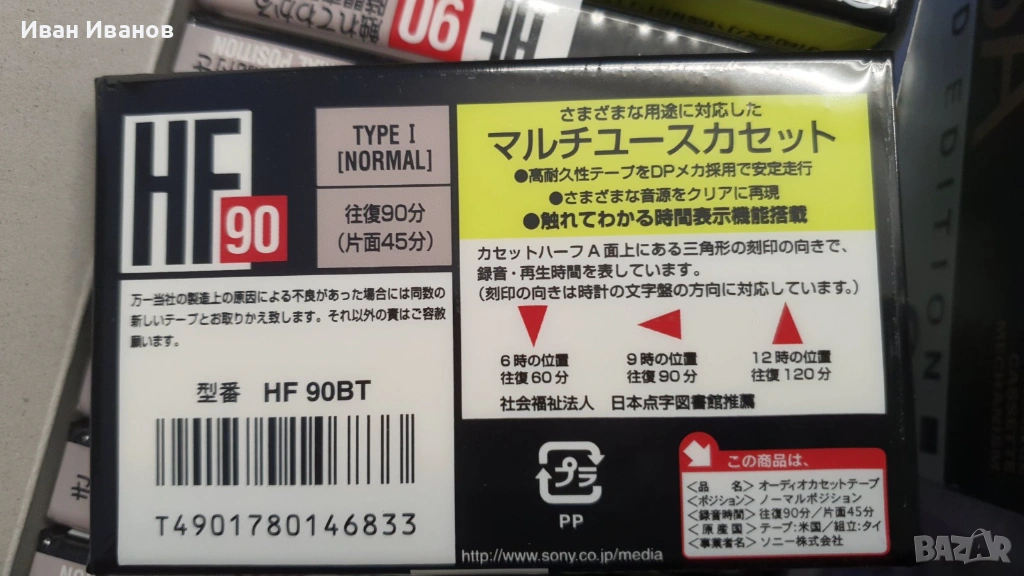 Иван Иванов
触れてわかる
HF 90
POSITION
HF
90
TYPE I
[NORMAL]
往復90分
(片面45分)
さまざまな用途に対応した
マルチユースカセット
●高耐久性テープをDPメカ採用で安定走行
●さまざまな音源をクリアに再現
●触れてわかる時間表示機能搭載
カセットハーフA面上にある三角形の刻印の向きで、
録音・再生時間を表しています。
(刻印の向きは時計の文字盤の方向に対応しています。)
6時の位置 9時の位置 12時の位置
往復60分 往復90分 往復120分
社会福祉法人 日本点字図書館推薦
万一当社の製造上の原因による不良があった場合には同数の
新しいテープとお取りかえ致します。それ以外の責はご容赦
願います。
型番 HF 90BT
T4901780146833
プラ
PP
http://www.sony.co.jp/media
この商品は、
<品名> オーディオカセットテープ
<ポジション> ノーマルポジション
<録音時間> 往復90分/片面45分
<原産国> テープ:米国/組立:タイ
<事業者名> ソニー株式会社
EDITION
BAZAR